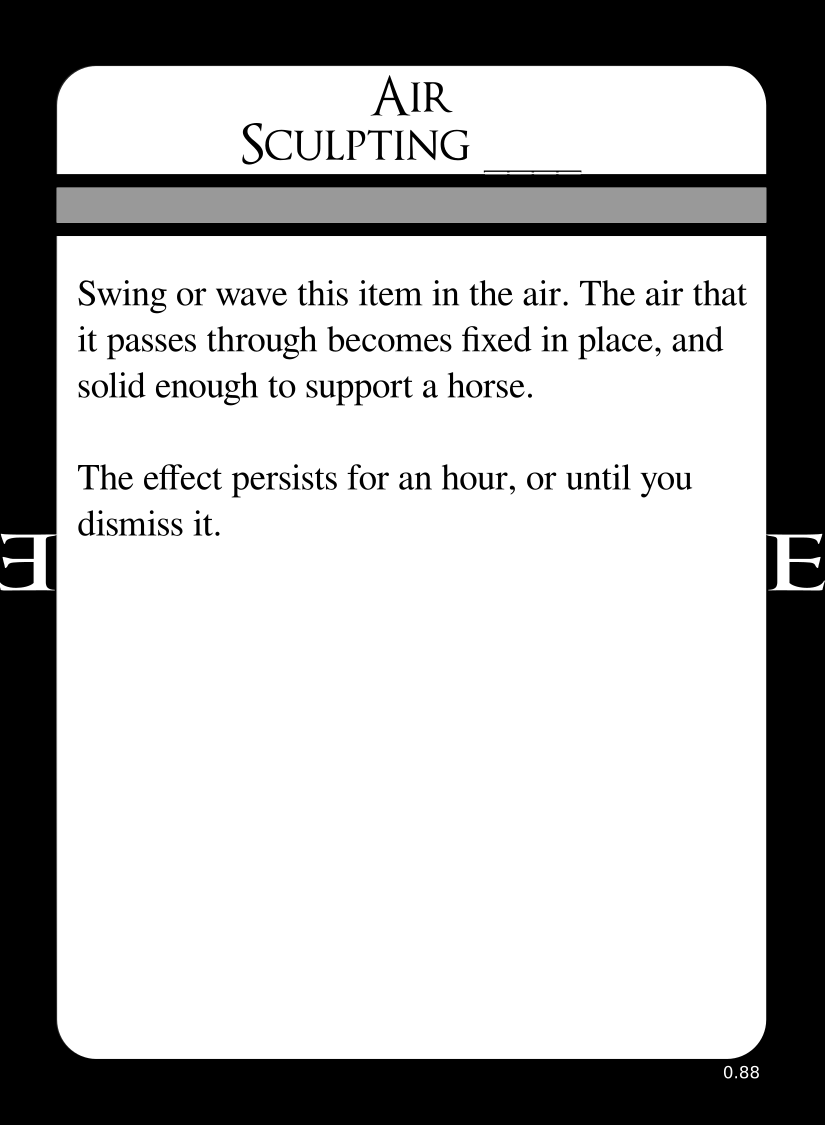 AIR
SCULPTING ____
Swing or wave this item in the air. The air that
it passes through becomes fixed in place, and
solid enough to support a horse.
The effect persists for an hour, or until you
dismiss it.
E E
0.88